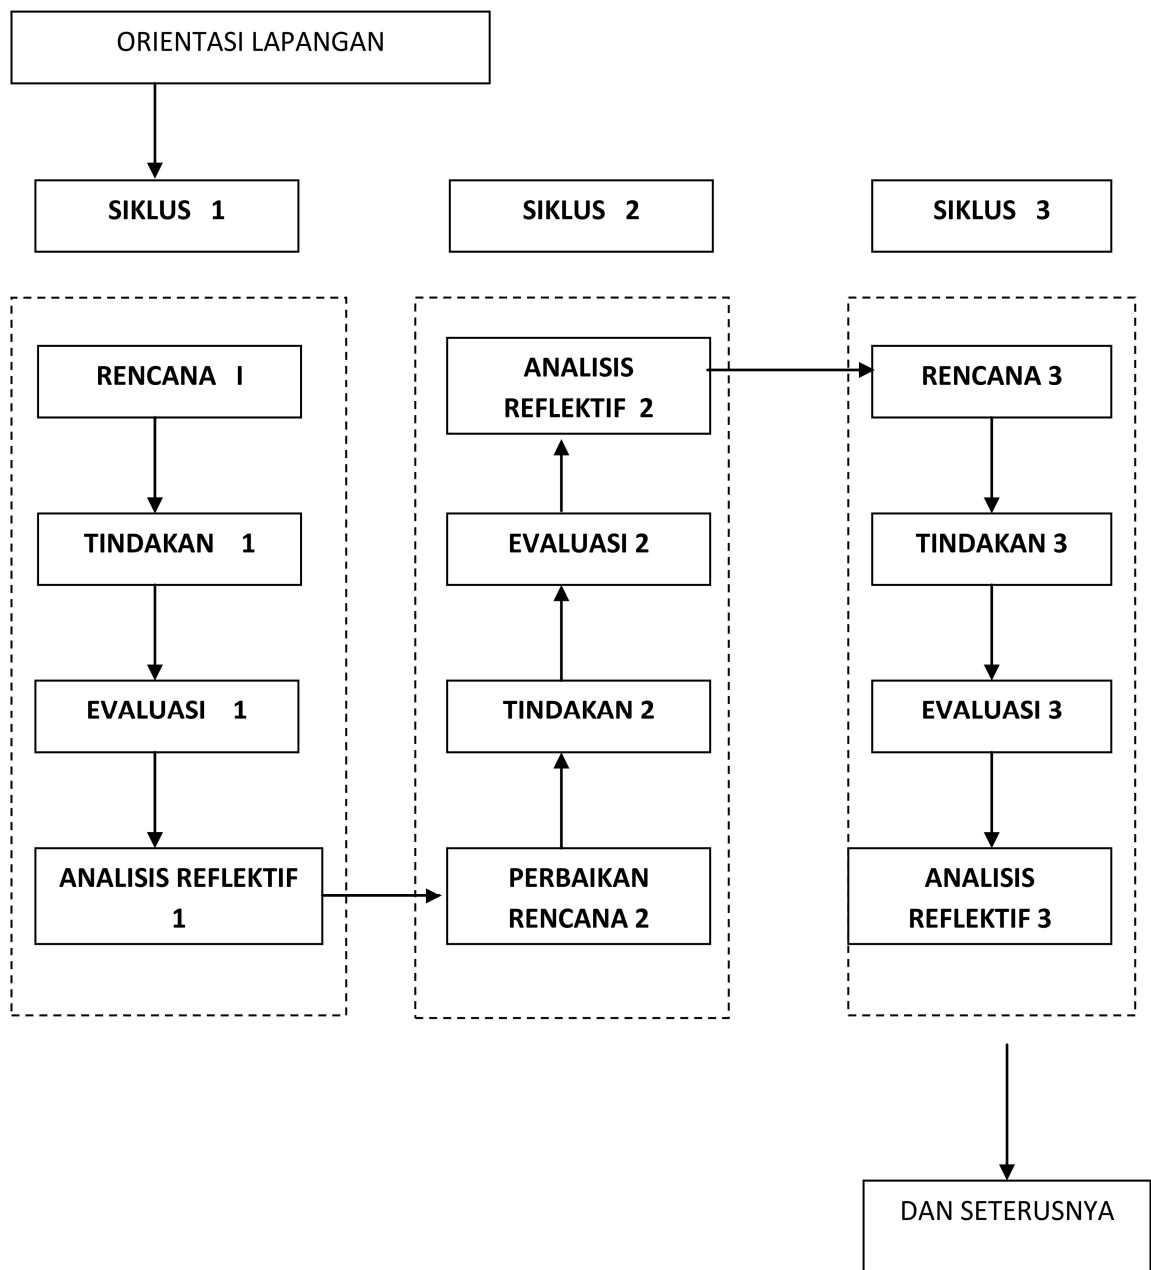 ORIENTASI LAPANGAN
SIKLUS 1
SIKLUS 2
SIKLUS 3
RENCANA I
TINDAKAN 1
EVALUASI 1
ANALISIS REFLEKTIF
1
ANALISIS
REFLEKTIF 2
EVALUASI 2
TINDAKAN 2
PERBAIKAN
RENCANA 2
RENCANA 3
TINDAKAN 3
EVALUASI 3
ANALISIS
REFLEKTIF 3
DAN SETERUSNYA